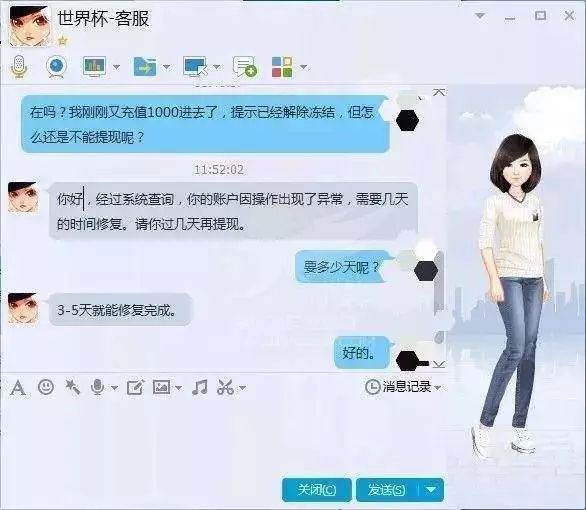 世界杯-客服
在吗？我刚刚又充值1000进去了，提示已经解除冻结，但怎
么还是不能提现呢？
11:52:02
你好，经过系统查询，你的账户因操作出现了异常，需要几天
的时间修复。请你过几天再提现。
要多少天呢？
3-5天就能修复完成。
好的。
消息记录
关闭(C)
发送(S)